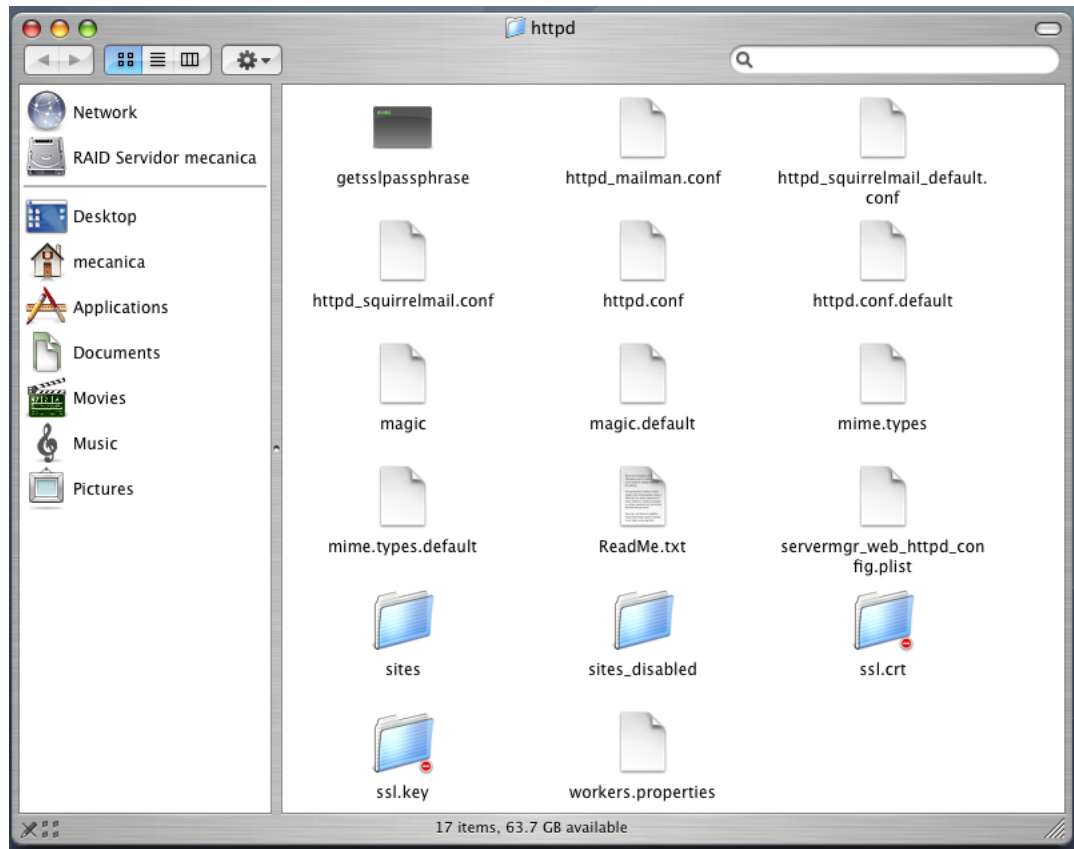 httpd
Network
RAID Servidor mecanica
Desktop
mecanica
Applications
Documents
Movies
Music
Pictures
getsslpassphrase
httpd_mailman.conf
httpd_squirrelmail_default.
conf
httpd_squirrelmail.conf
httpd.conf
httpd.conf.default
magic
magic.default
mime.types
mime.types.default
ReadMe.txt
servermgr_web_httpd_con
fig.plist
sites
sites_disabled
ssl.crt
ssl.key
workers.properties
17 items, 63.7 GB available